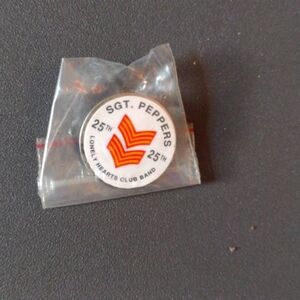 SGT. PEPPERS
25TH
25TH
LONELY HEARTS CLUB BAND